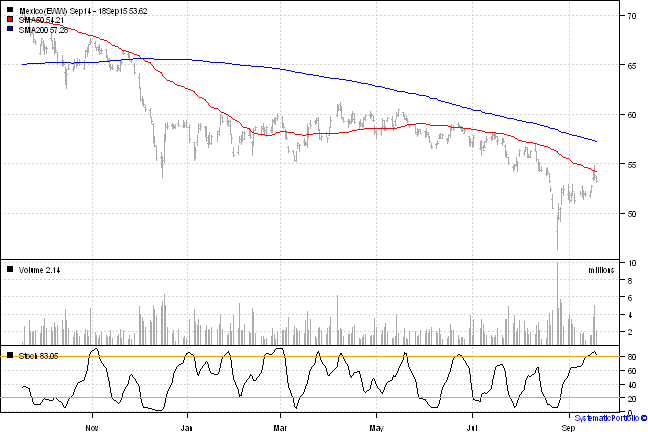 Mexico(EWW) Sep14 - 18Sep15 53.62
SMA50 54.21
SMA200 57.28
70
65
60
55
50
Volume 2.14
millions
10
8
6
4
2
Stoch 83.05
80
60
40
20
0
Nov Jan Mar May Jul Sep
SystematicPortfolio ©